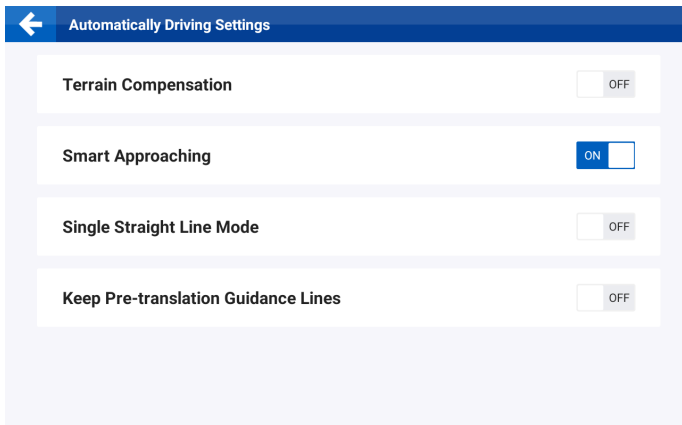 Automatically Driving Settings
Terrain Compensation OFF
Smart Approaching ON
Single Straight Line Mode OFF
Keep Pre-translation Guidance Lines OFF